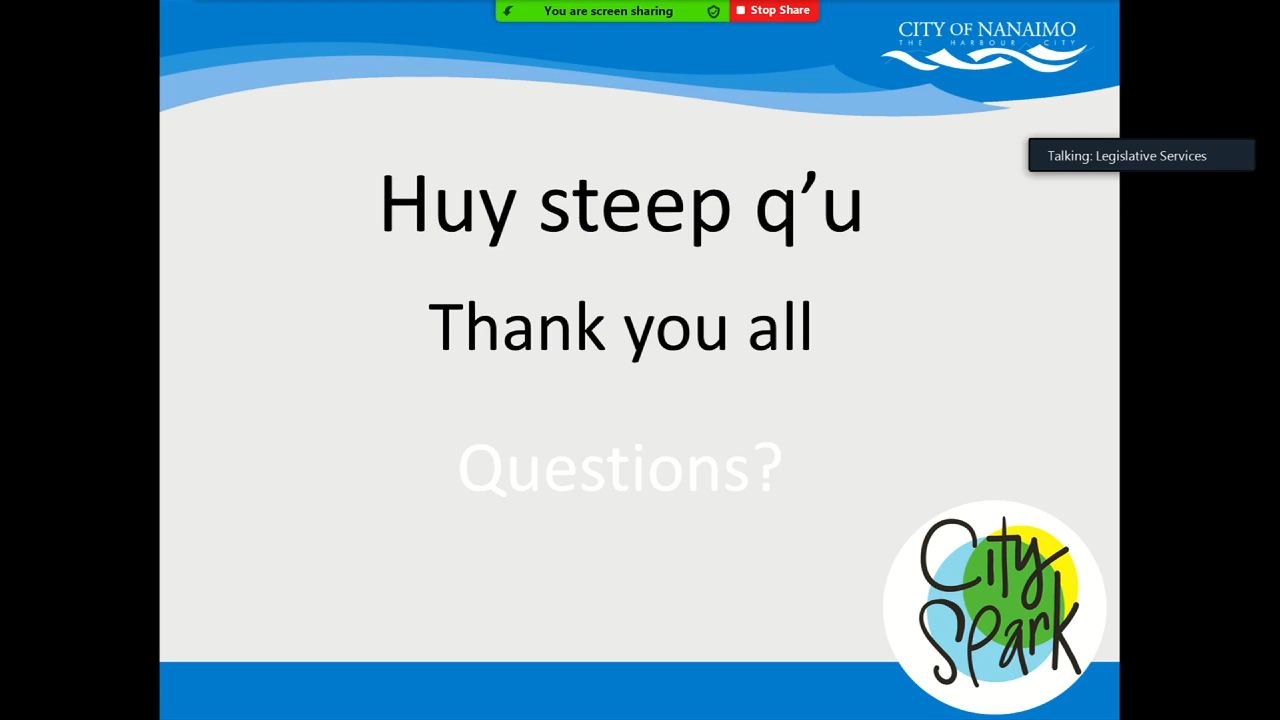 You are screen sharing
Stop Share
CITY OF NANAIMO
THE HARBOUR CITY
Talking: Legislative Services
Huy steep q’u
Thank you all
Questions?
City
Spark